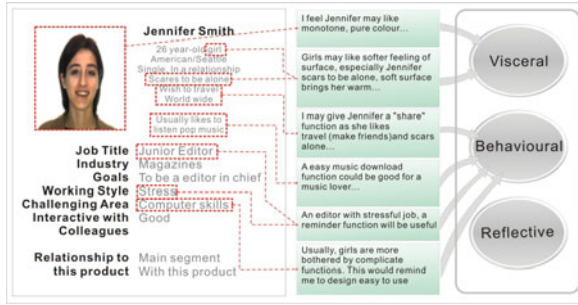 Jennifer Smith
26 year-old girl
American/Seattle
Single, In a relationship
Scares to be alone
Wish to travel
World wide
Usually likes to
listen pop music
Job Title Junior Editor
Industry Magazines
Goals To be a editor in chief
Working Style Stress
Challenging Area Computer skills
Interactive with Good
Colleagues
Relationship to Main segment
this product With this product
I feel Jennifer may like
monotone, pure colour...
Girls may like softer feeling of
surface, especially Jennifer
scars to be alone, soft surface
brings her warm...
I may give Jennifer a "share"
function as she likes
travel (make friends)and scars
alone...
A easy music download
function could be good for a
music lover...
An editor with stressful job, a
reminder function will be useful
Usually, girls are more
bothered by complicate
functions. This would remind
me to design easy to use
Visceral
Behavioural
Reflective